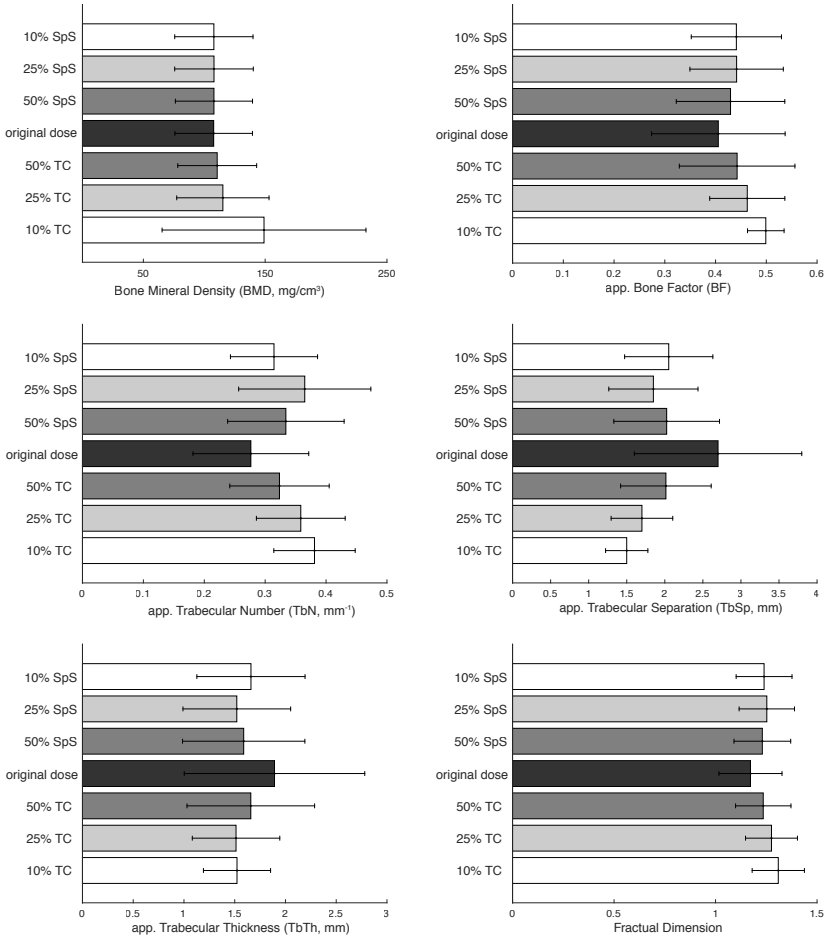 10% SpS
25% SpS
50% SpS
original dose
50% TC
25% TC
10% TC
50 150 250
Bone Mineral Density (BMD, mg/cm³)
10% SpS
25% SpS
50% SpS
original dose
50% TC
25% TC
10% TC
0 0.1 0.2 0.3 0.4 0.5 0.6
app. Bone Factor (BF)
10% SpS
25% SpS
50% SpS
original dose
50% TC
25% TC
10% TC
0 0.1 0.2 0.3 0.4 0.5
app. Trabecular Number (TbN, mm⁻¹)
10% SpS
25% SpS
50% SpS
original dose
50% TC
25% TC
10% TC
0 0.5 1 1.5 2 2.5 3 3.5 4
app. Trabecular Separation (TbSp, mm)
10% SpS
25% SpS
50% SpS
original dose
50% TC
25% TC
10% TC
0 0.5 1 1.5 2 2.5 3
app. Trabecular Thickness (TbTh, mm)
10% SpS
25% SpS
50% SpS
original dose
50% TC
25% TC
10% TC
0 0.5 1 1.5
Fractual Dimension